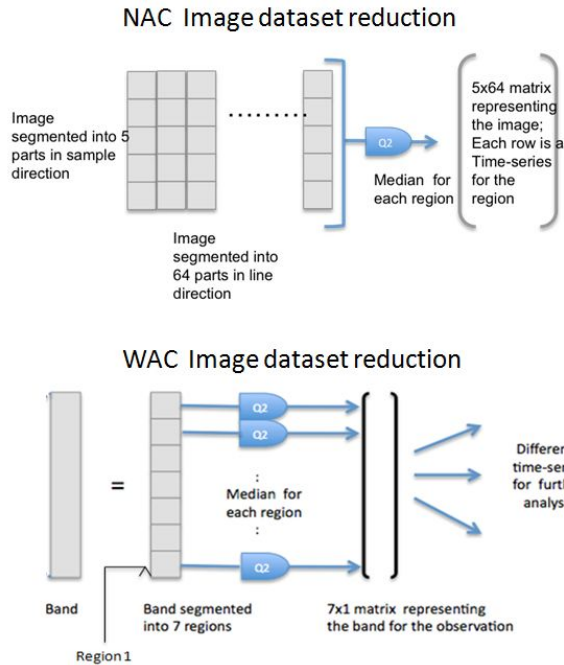 NAC Image dataset reduction
Image
segmented into 5
parts in sample
direction
Q2
Median for
each region
5x64 matrix
representing
the image;
Each row is a
Time-series
for the
region
Image
segmented into
64 parts in line
direction
WAC Image dataset reduction
=
Q2
Q2
:
Median for
each region
:
Q2
Band
Band segmented
into 7 regions
Region 1
7x1 matrix representing
the band for the observation
time-ser
for